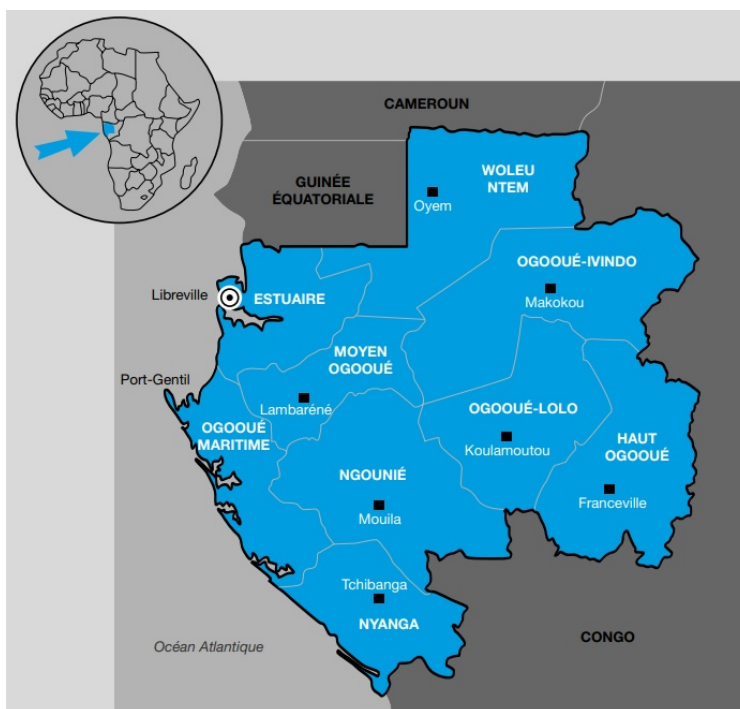 CAMEROUN
GUINÉE
ÉQUATORIALE
WOLEU
NTEM
Oyem
OGOOUÉ-IVINDO
Makokou
Libreville
ESTUAIRE
MOYEN
OGOOUÉ
Port-Gentil
Lambaréné
OGOOUÉ
MARITIME
OGOOUÉ-LOLO
Koulamoutou
HAUT
OGOOUÉ
NGOUNIÉ
Franceville
Mouila
Tchibanga
NYANGA
CONGO
Océan Atlantique